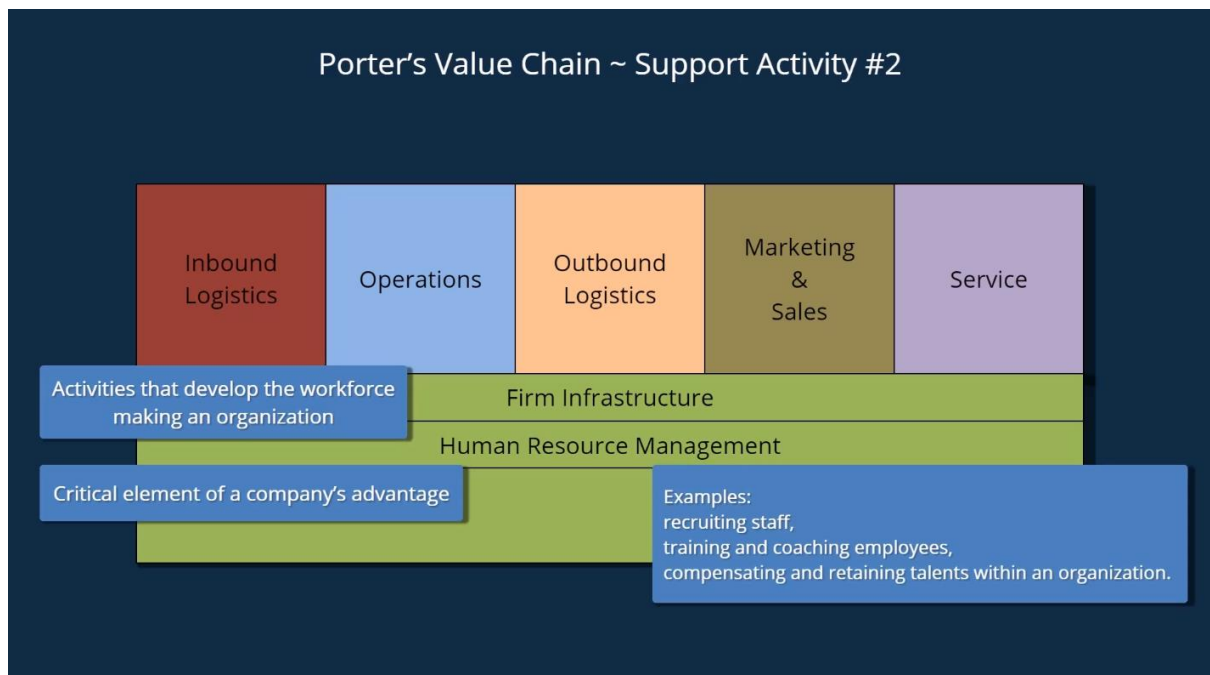 Porter’s Value Chain ~ Support Activity #2
Inbound
Logistics
Operations
Outbound
Logistics
Marketing
&
Sales
Service
Activities that develop the workforce
making an organization
Firm Infrastructure
Human Resource Management
Critical element of a company’s advantage
Examples:
recruiting staff,
training and coaching employees,
compensating and retaining talents within an organization.